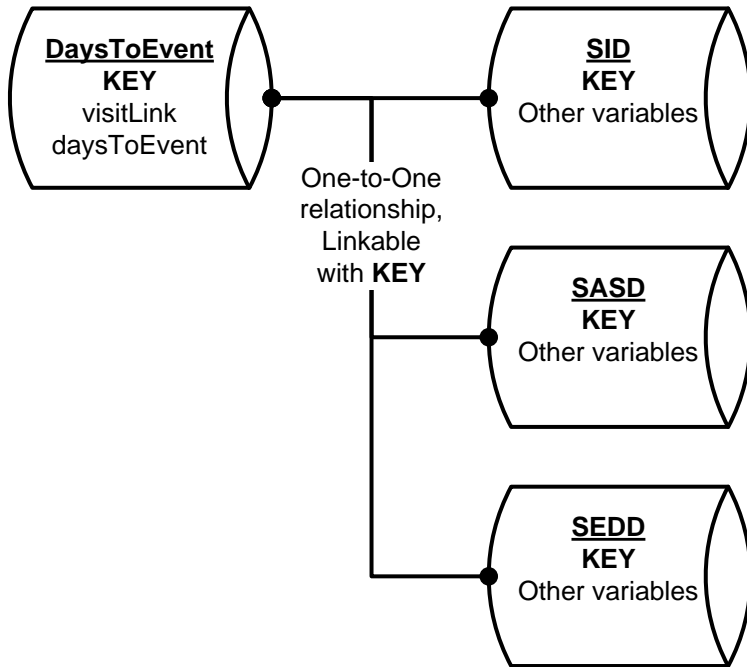 DaysToEvent
KEY
visitLink
daysToEvent
SID
KEY
Other variables
One-to-One
relationship,
Linkable
with KEY
SASD
KEY
Other variables
SEDD
KEY
Other variables